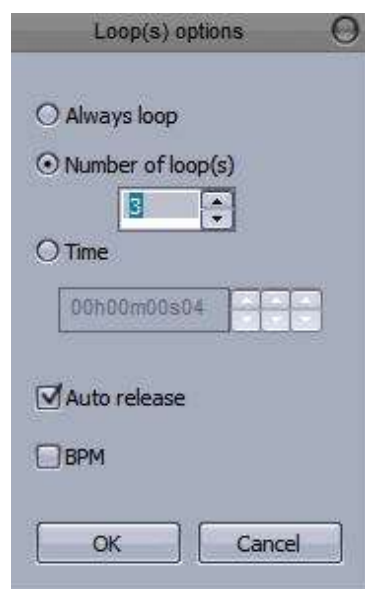 Loop(s) options
Always loop
Number of loop(s)
3
Time
00h00m00s04
Auto release
BPM
OK Cancel